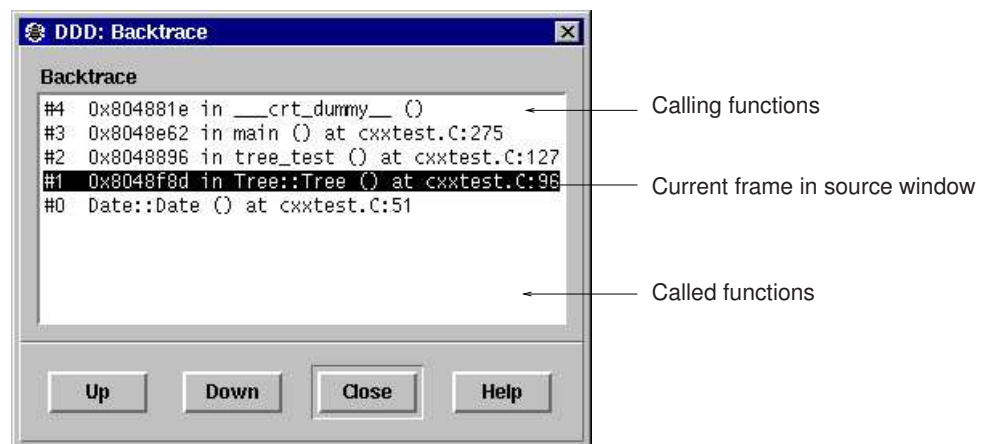 DDD: Backtrace
Backtrace
#4 0x804881e in ___crt_dummy__ ()
#3 0x8048e62 in main () at cxxtest.C:275
#2 0x8048896 in tree_test () at cxxtest.C:127
#1 0x8048f8d in Tree::Tree () at cxxtest.C:96
#0 Date::Date () at cxxtest.C:51
Calling functions
Current frame in source window
Called functions
Up Down Close Help